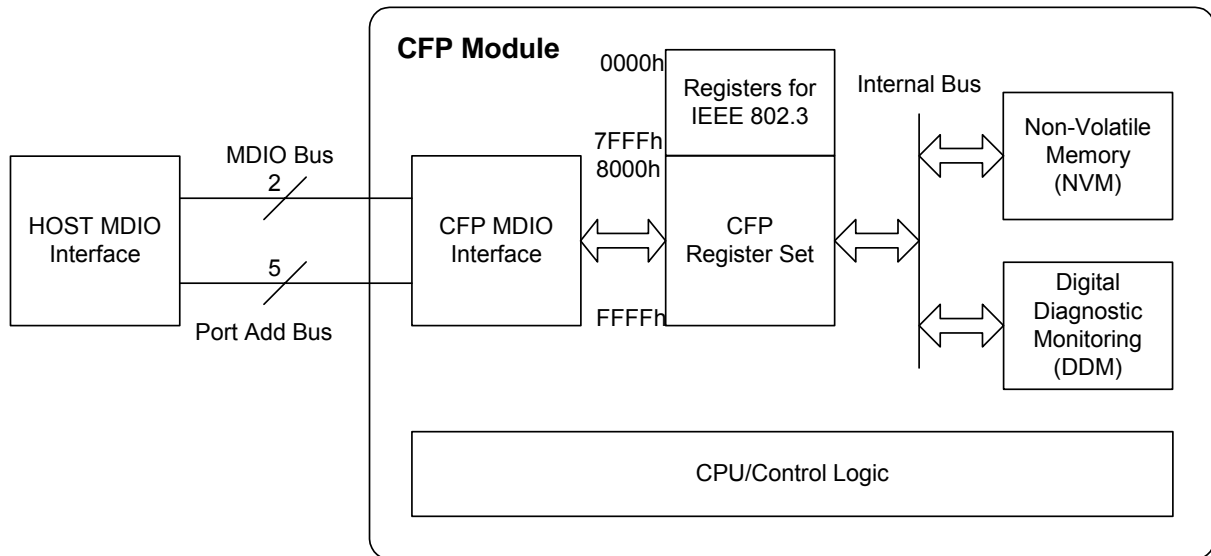 CFP Module
0000h
Registers for
IEEE 802.3
7FFFh
8000h
CFP
Register Set
FFFFh
Internal Bus
Non-Volatile
Memory
(NVM)
Digital
Diagnostic
Monitoring
(DDM)
MDIO Bus
2
HOST MDIO
Interface
5
Port Add Bus
CFP MDIO
Interface
CPU/Control Logic